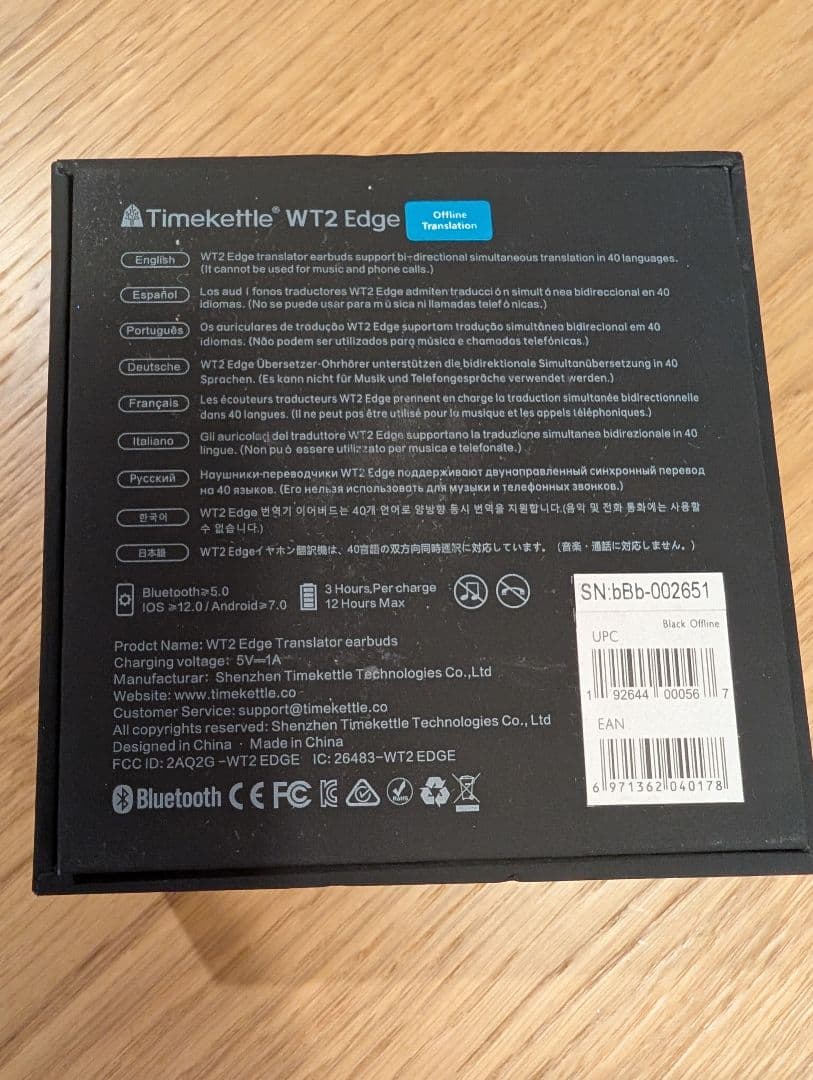 Timekettle® WT2 Edge
Offline
Translation
English
WT2 Edge translator earbuds support bi-directional simultaneous translation in 40 languages.
(It cannot be used for music and phone calls.)
Español
Los aud í fonos traductores WT2 Edge admiten traducci ó n simult á nea bidireccional en 40
idiomas. (No se puede usar para m ú sica ni llamadas telef ó nicas.)
Português
Os auriculares de tradução WT2 Edge suportam tradução simultânea bidirecional em 40
idiomas. (Não podem ser utilizados para música e chamadas telefónicas.)
Deutsche
WT2 Edge Übersetzer-Ohrhörer unterstützen die bidirektionale Simultanübersetzung in 40
Sprachen. (Es kann nicht für Musik und Telefongespräche verwendet werden.)
Français
Les écouteurs traducteurs WT2 Edge prennent en charge la traduction simultanée bidirectionnelle
dans 40 langues. (Il ne peut pas être utilisé pour la musique et les appels téléphoniques.)
Italiano
Gli auricolari del traduttore WT2 Edge supportano la traduzione simultanea bidirezionale in 40
lingue. (Non pu ò essere utilizzato per musica e telefonate.)
Русский
Наушники-переводчики WT2 Edge поддерживают двунаправленный синхронный перевод
на 40 языков. (Его нельзя использовать для музыки и телефонных звонков.)
한국어
WT2 Edge 번역기 이어버드는 40개 언어로 양방향 동시 번역을 지원합니다.(음악 및 전화 통화에는 사용할
수 없습니다.)
日本語
WT2 Edgeイヤホン翻訳機は、40言語の双方向同時通訳に対応しています。（音楽・通話に対応しません。）
Bluetooth≥5.0
IOS ≥12.0 / Android≥7.0
3 Hours,Per charge
12 Hours Max
Prodct Name: WT2 Edge Translator earbuds
Charging voltage: 5V⎓1A
Manufacturar: Shenzhen Timekettle Technologies Co.,Ltd
Website: www.timekettle.co
Customer Service: support@timekettle.co
All copyrights reserved: Shenzhen Timekettle Technologies Co., Ltd
Designed in China · Made in China
FCC ID: 2AQ2G -WT2 EDGE IC: 26483-WT2 EDGE
Bluetooth CE FC RoHS
SN:bBb-002651
Black Offline
UPC
1 92644 00056 7
EAN
6 971362 040178